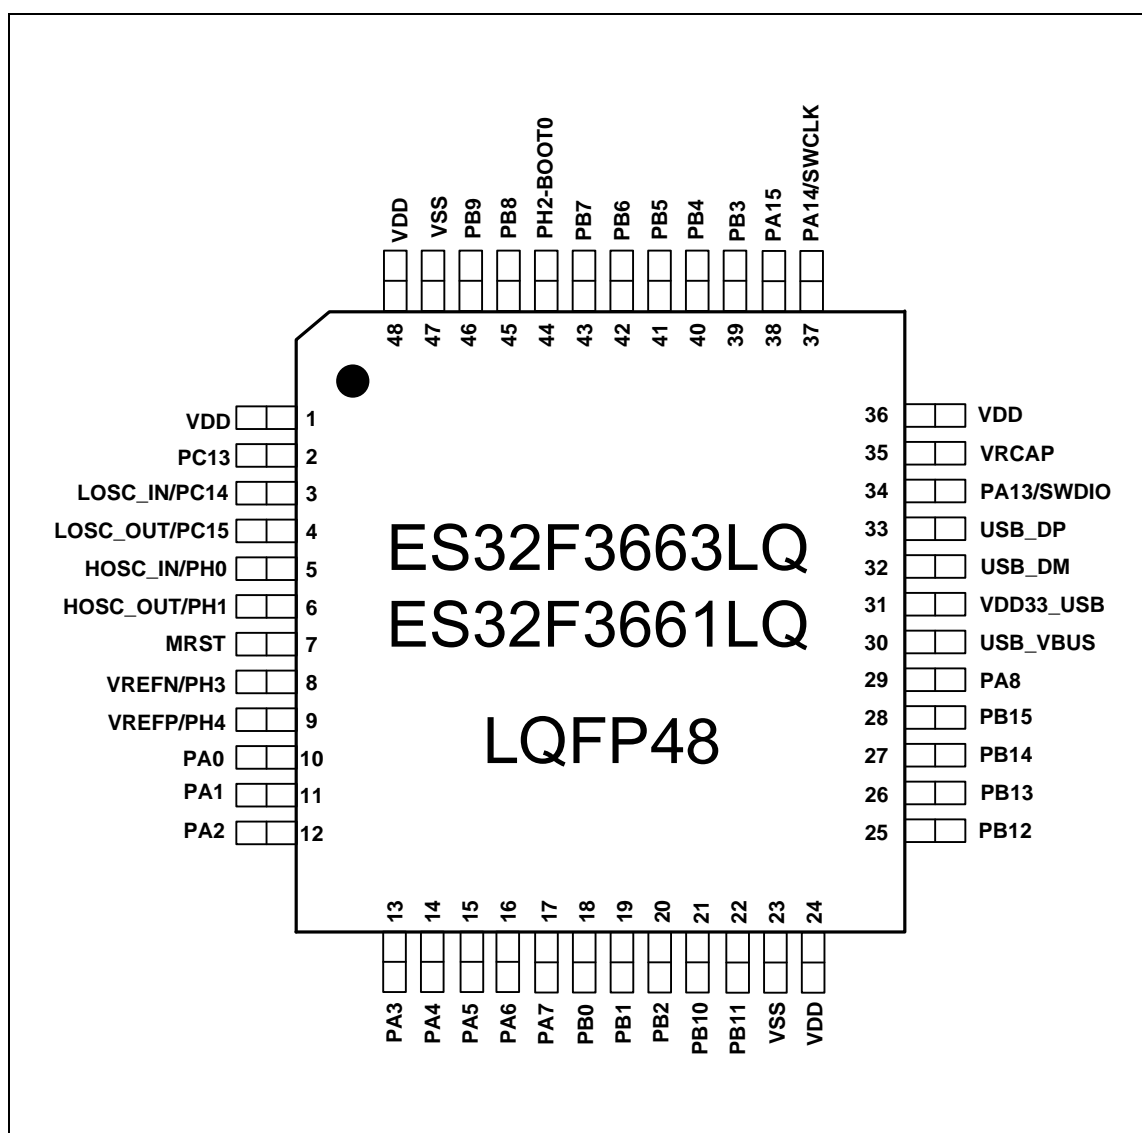 VDD
VSS
PB9
PB8
PH2-BOOT0
PB7
PB6
PB5
PB4
PB3
PA15
PA14/SWCLK
48
47
46
45
44
43
42
41
40
39
38
37
VDD 1
PC13 2
LOSC_IN/PC14 3
LOSC_OUT/PC15 4
HOSC_IN/PH0 5
HOSC_OUT/PH1 6
MRST 7
VREFN/PH3 8
VREFP/PH4 9
PA0 10
PA1 11
PA2 12
ES32F3663LQ
ES32F3661LQ
LQFP48
36 VDD
35 VRCAP
34 PA13/SWDIO
33 USB_DP
32 USB_DM
31 VDD33_USB
30 USB_VBUS
29 PA8
28 PB15
27 PB14
26 PB13
25 PB12
13
14
15
16
17
18
19
20
21
22
23
24
PA3
PA4
PA5
PA6
PA7
PB0
PB1
PB2
PB10
PB11
VSS
VDD